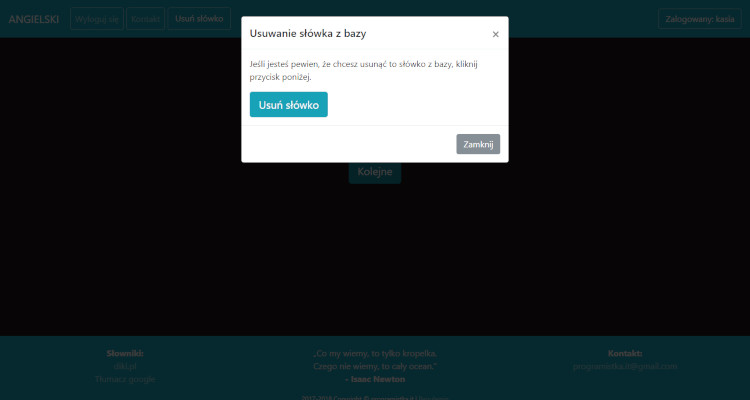 ANGIELSKI Wyloguj się Kontakt Usuń słówko Zalogowany: kasia
Usuwanie słówka z bazy ×
Jeśli jesteś pewien, że chcesz usunąć to słówko z bazy, kliknij
przycisk poniżej.
Usuń słówko
Zamknij
Kolejne
Słowniki:
diki.pl
Tłumacz google
„Co my wiemy, to tylko kropelka.
Czego nie wiemy, to cały ocean."
- Isaac Newton
Kontakt: